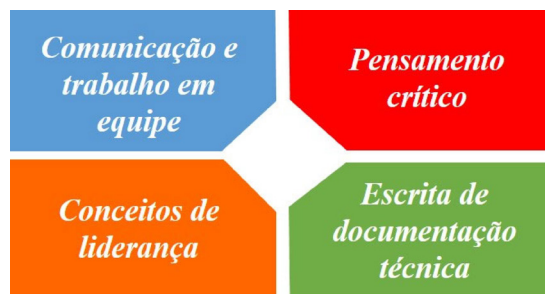 Comunicação e
trabalho em
equipe
Pensamento
crítico
Conceitos de
liderança
Escrita de
documentação
técnica